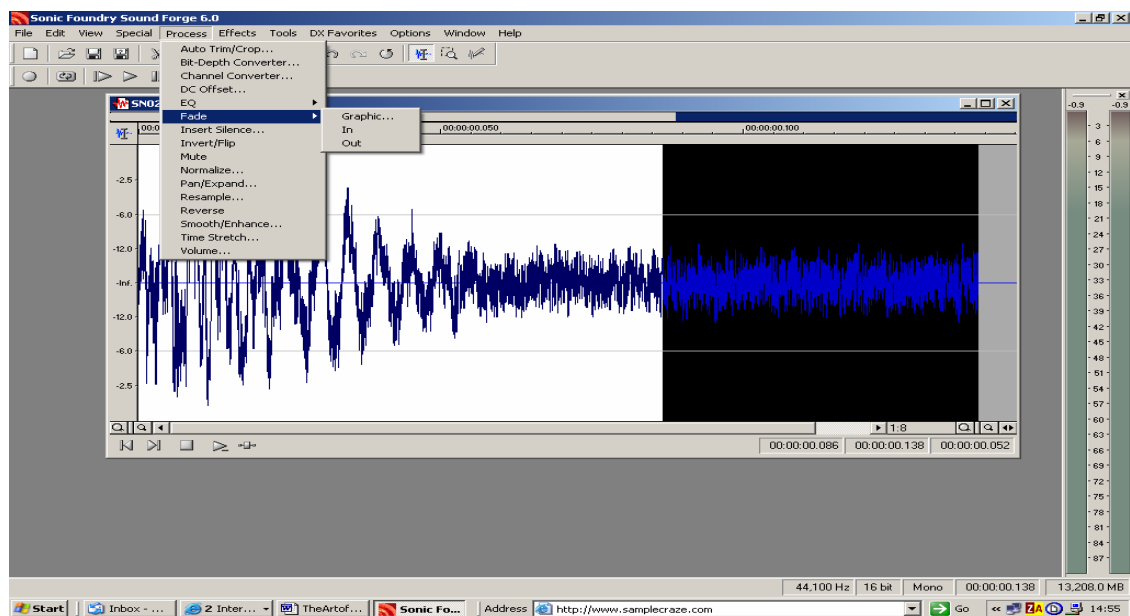 Sonic Foundry Sound Forge 6.0
File Edit View Special Process Effects Tools DX Favorites Options Window Help
Auto Trim/Crop...
Bit-Depth Converter...
Channel Converter...
DC Offset...
EQ
Fade
Insert Silence...
Invert/Flip
Mute
Normalize...
Pan/Expand...
Resample...
Reverse
Smooth/Enhance...
Time Stretch...
Volume...
Graphic...
In
Out
SN02
00:00:00.050 00:00:00.100
-2.5
-6.0
-12.0
-Inf.
-12.0
-6.0
-2.5
1:8
00:00:00.086 00:00:00.138 00:00:00.052
-0.9 -0.9
- 3 -
- 6 -
- 9 -
- 12 -
- 15 -
- 18 -
- 21 -
- 24 -
- 27 -
- 30 -
- 33 -
- 36 -
- 39 -
- 42 -
- 45 -
- 48 -
- 51 -
- 54 -
- 57 -
- 60 -
- 63 -
- 66 -
- 69 -
- 72 -
- 75 -
- 78 -
- 81 -
- 84 -
- 87 -
44,100 Hz 16 bit Mono 00:00:00.138 13,208.0 MB
Start Inbox - ... 2 Inter... TheArtof... Sonic Fo... Address http://www.samplecraze.com Go « ZA 14:55